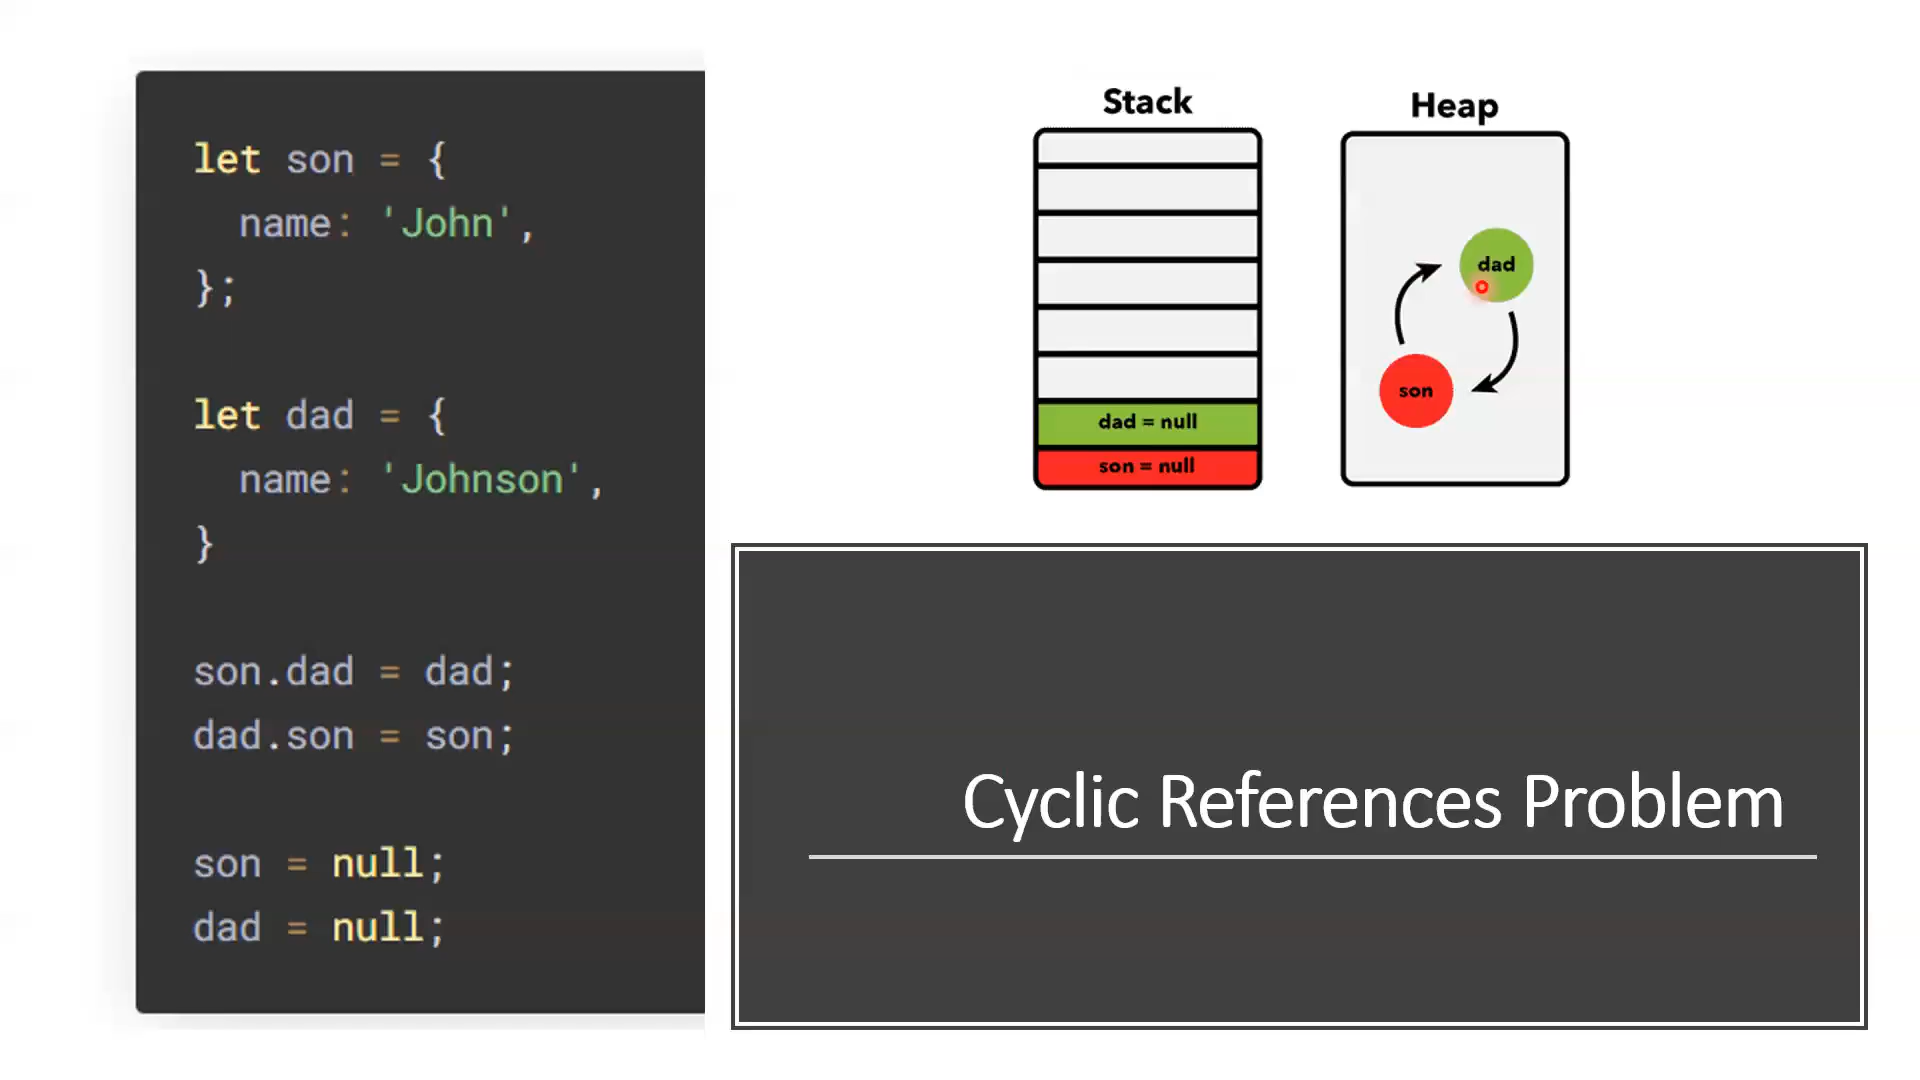 let son = {
  name: 'John',
};
let dad = {
  name: 'Johnson',
}
son.dad = dad;
dad.son = son;
son = null;
dad = null;
Stack
dad = null
son = null
Heap
dad
son
Cyclic References Problem